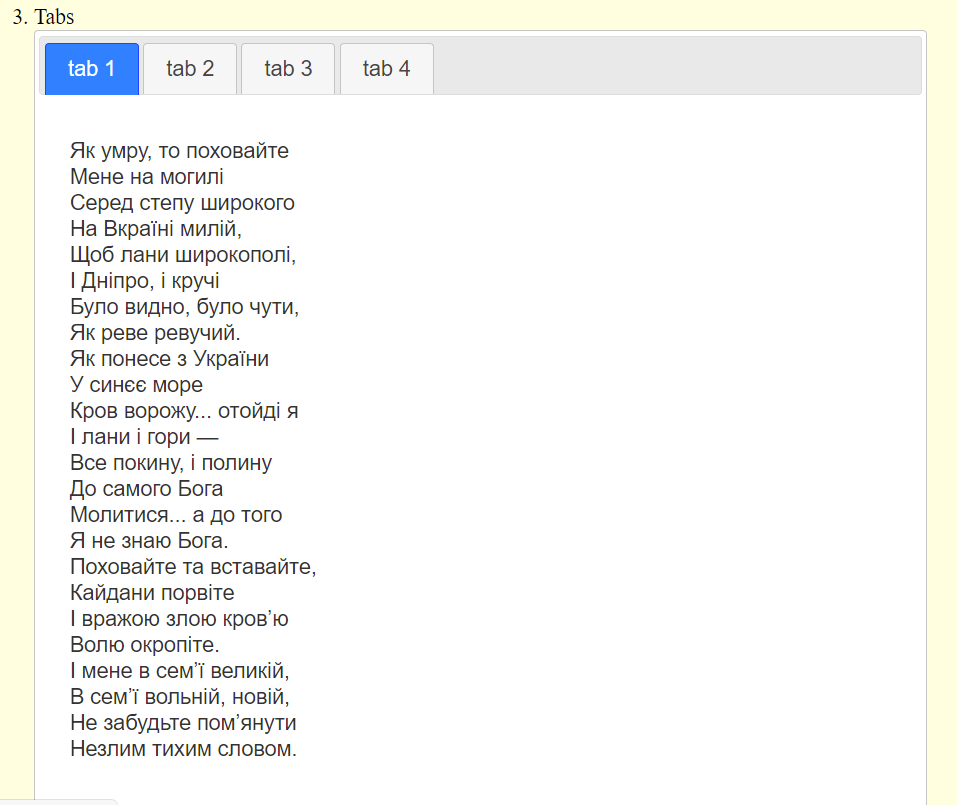 3. Tabs
tab 1 tab 2 tab 3 tab 4
Як умру, то поховайте
Мене на могилі
Серед степу широкого
На Вкраїні милій,
Щоб лани широкополі,
І Дніпро, і кручі
Було видно, було чути,
Як реве ревучий.
Як понесе з України
У синєє море
Кров ворожу... отойді я
І лани і гори —
Все покину, і полину
До самого Бога
Молитися... а до того
Я не знаю Бога.
Поховайте та вставайте,
Кайдани порвіте
І вражою злою кров’ю
Волю окропіте.
І мене в сем’ї великій,
В сем’ї вольній, новій,
Не забудьте пом’янути
Незлим тихим словом.